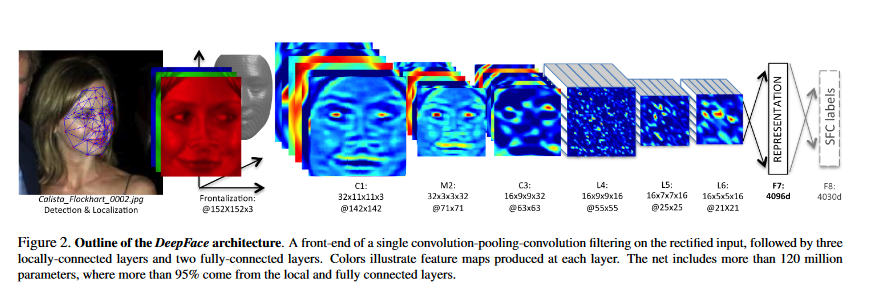 Calista_Flockhart_0002.jpg
Detection & Localization
Frontalization:
@152X152x3
C1:
32x11x11x3
@142x142
M2:
32x3x3x32
@71x71
C3:
16x9x9x32
@63x63
L4:
16x9x9x16
@55x55
L5:
16x7x7x16
@25x25
L6:
16x5x5x16
@21X21
REPRESENTATION
F7:
4096d
SFC labels
F8:
4030d
Figure 2. Outline of the DeepFace architecture. A front-end of a single convolution-pooling-convolution filtering on the rectified input, followed by three
locally-connected layers and two fully-connected layers. Colors illustrate feature maps produced at each layer. The net includes more than 120 million
parameters, where more than 95% come from the local and fully connected layers.